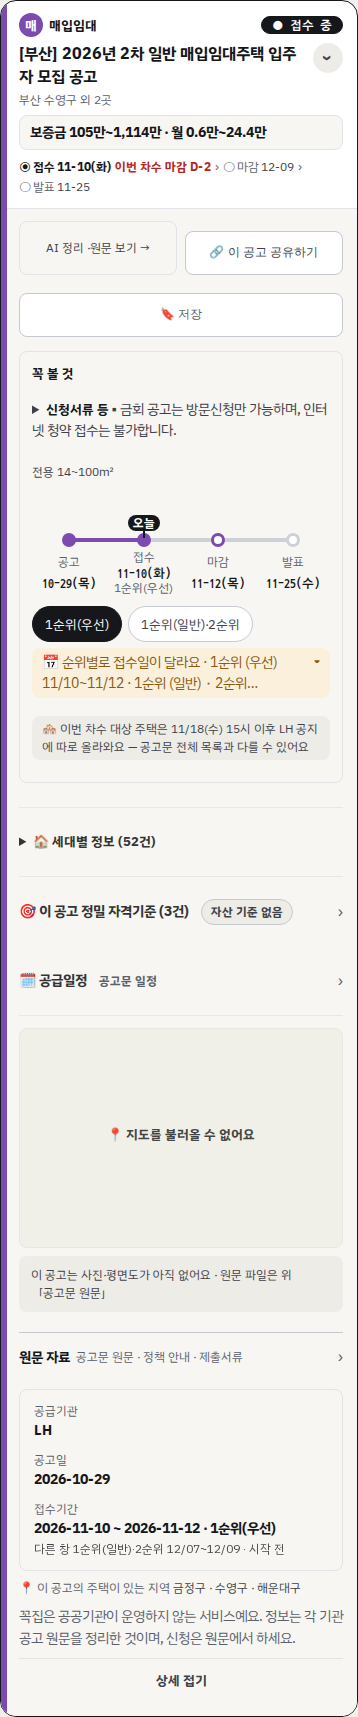 매 매입임대 ● 접수 중
[부산] 2026년 2차 일반 매입임대주택 입주
자 모집 공고
부산 수영구 외 2곳
보증금 105만~1,114만 · 월 0.6만~24.4만
◉ 접수 11-10(화) 이번 차수 마감 D-2 › ○ 마감 12-09 ›
○ 발표 11-25
AI 정리 ·원문 보기 →
🔗 이 공고 공유하기
🔖 저장
꼭 볼 것
▶ 신청서류 등 ▪ 금회 공고는 방문신청만 가능하며, 인터
넷 청약 접수는 불가합니다.
전용 14~100m²
오늘
공고 접수 마감 발표
10-29(목) 11-10(화) 11-12(목) 11-25(수)
1순위(우선)
1순위(우선) 1순위(일반)·2순위
📅 순위별로 접수일이 달라요 · 1순위 (우선)
11/10~11/12 · 1순위 (일반) · 2순위…
🏘️ 이번 차수 대상 주택은 11/18(수) 15시 이후 LH 공지
에 따로 올라와요 — 공고문 전체 목록과 다를 수 있어요
▶ 🏠 세대별 정보 (52건)
🎯 이 공고 정밀 자격기준 (3건) 자산 기준 없음 ›
🗓️ 공급일정 공고문 일정 ›
📍 지도를 불러올 수 없어요
이 공고는 사진·평면도가 아직 없어요 · 원문 파일은 위
「공고문 원문」
원문 자료 공고문 원문 · 정책 안내 · 제출서류 ›
공급기관
LH
공고일
2026-10-29
접수기간
2026-11-10 ~ 2026-11-12 · 1순위(우선)
다른 창 1순위(일반)·2순위 12/07~12/09 · 시작 전
📍 이 공고의 주택이 있는 지역 금정구 · 수영구 · 해운대구
꼭집은 공공기관이 운영하지 않는 서비스예요. 정보는 각 기관
공고 원문을 정리한 것이며, 신청은 원문에서 하세요.
상세 접기